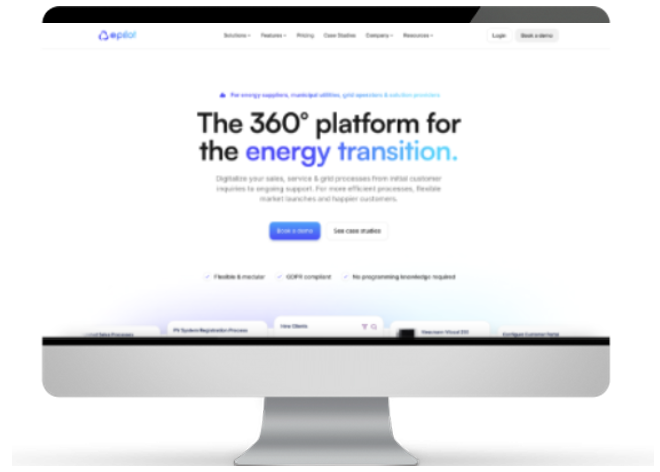 epilot
Solutions Features Pricing Case Studies Company Resources Login Book a demo
For energy suppliers, municipal utilities, grid operators & solution providers
The 360° platform for
the energy transition.
Digitalize your sales, service & grid processes from initial customer
inquiries to ongoing support. For more efficient processes, flexible
market launches and happier customers.
Book a demo See case studies
✓ Flexible & modular ✓ GDPR compliant ✓ No programming knowledge required
Sales Processes PV System Registration Process View Clients Configure Customer Portal